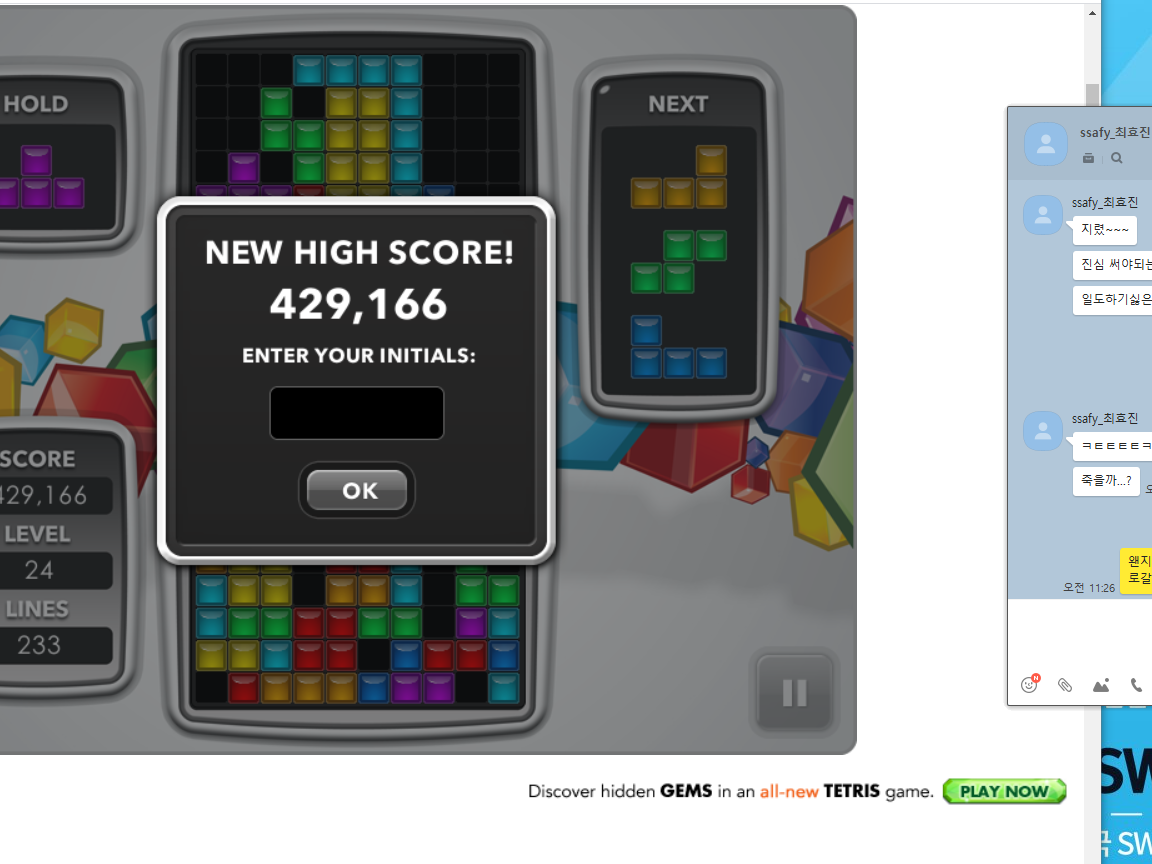 HOLD
NEXT
NEW HIGH SCORE!
429,166
ENTER YOUR INITIALS:
OK
SCORE
429,166
LEVEL
24
LINES
233
Discover hidden GEMS in an all-new TETRIS game.
PLAY NOW
ssafy_최효진
ssafy_최효진
지렸~~~
진심 써야되는
일도하기싫은
ssafy_최효진
ㅋㅌㅌㅌㅌㅋ
죽을까...?
왠지
로갈
오전 11:26
N
SW
SW